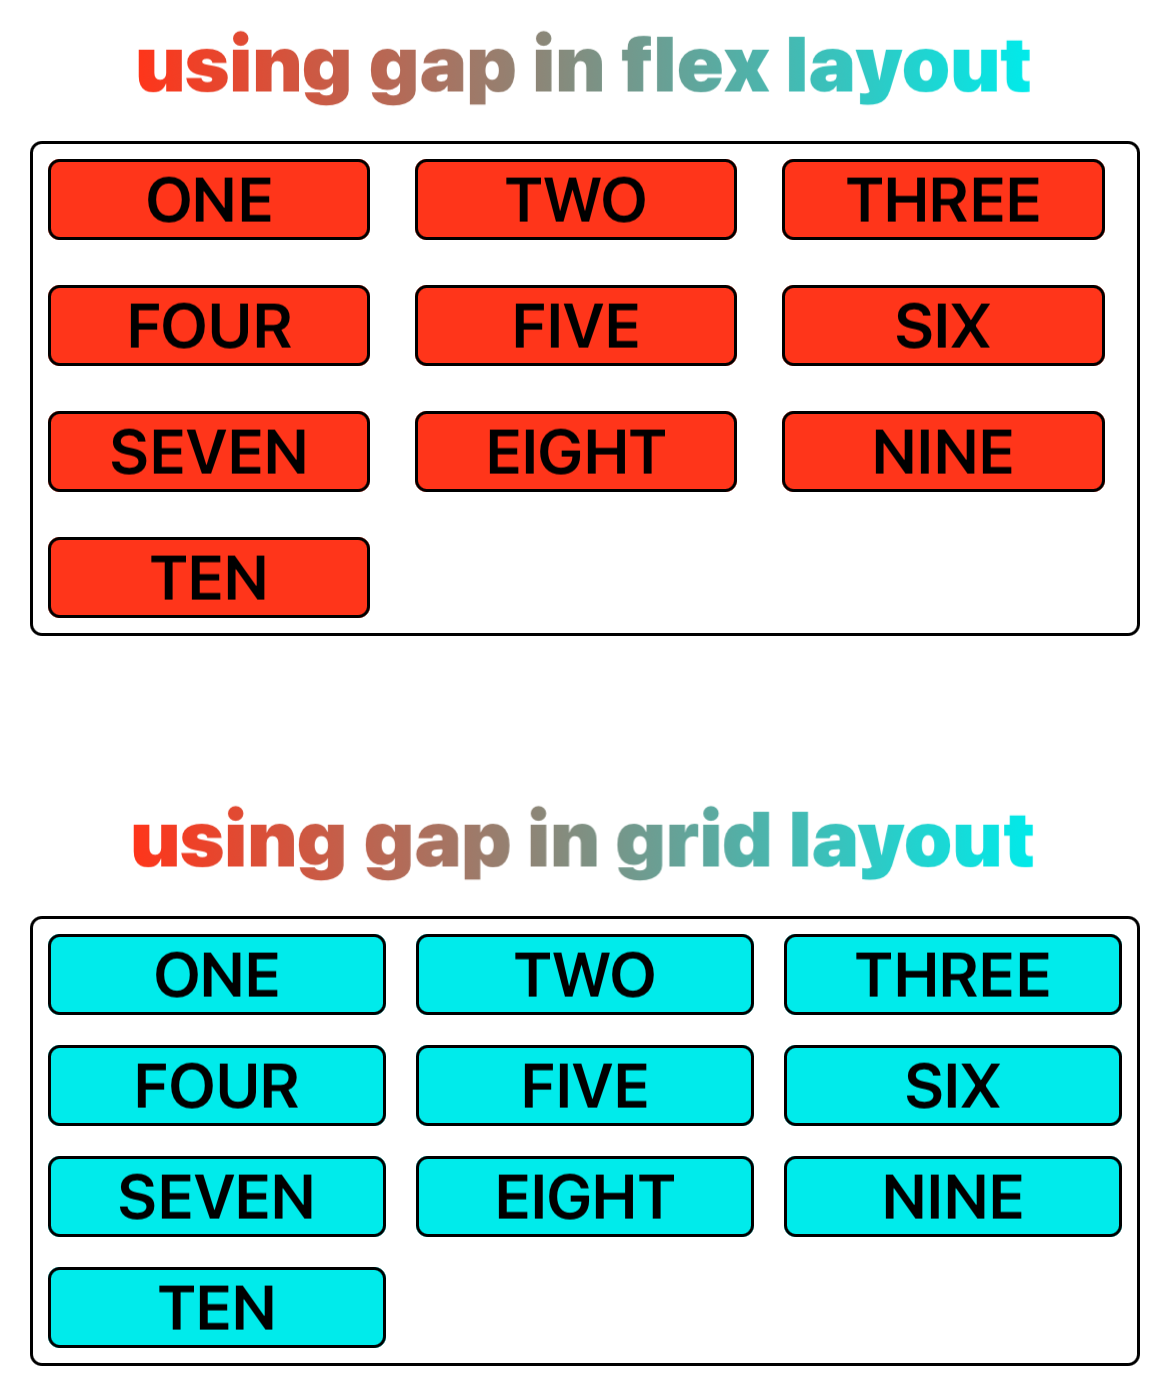 using gap in flex layout
ONE TWO THREE
FOUR FIVE SIX
SEVEN EIGHT NINE
TEN
using gap in grid layout
ONE TWO THREE
FOUR FIVE SIX
SEVEN EIGHT NINE
TEN